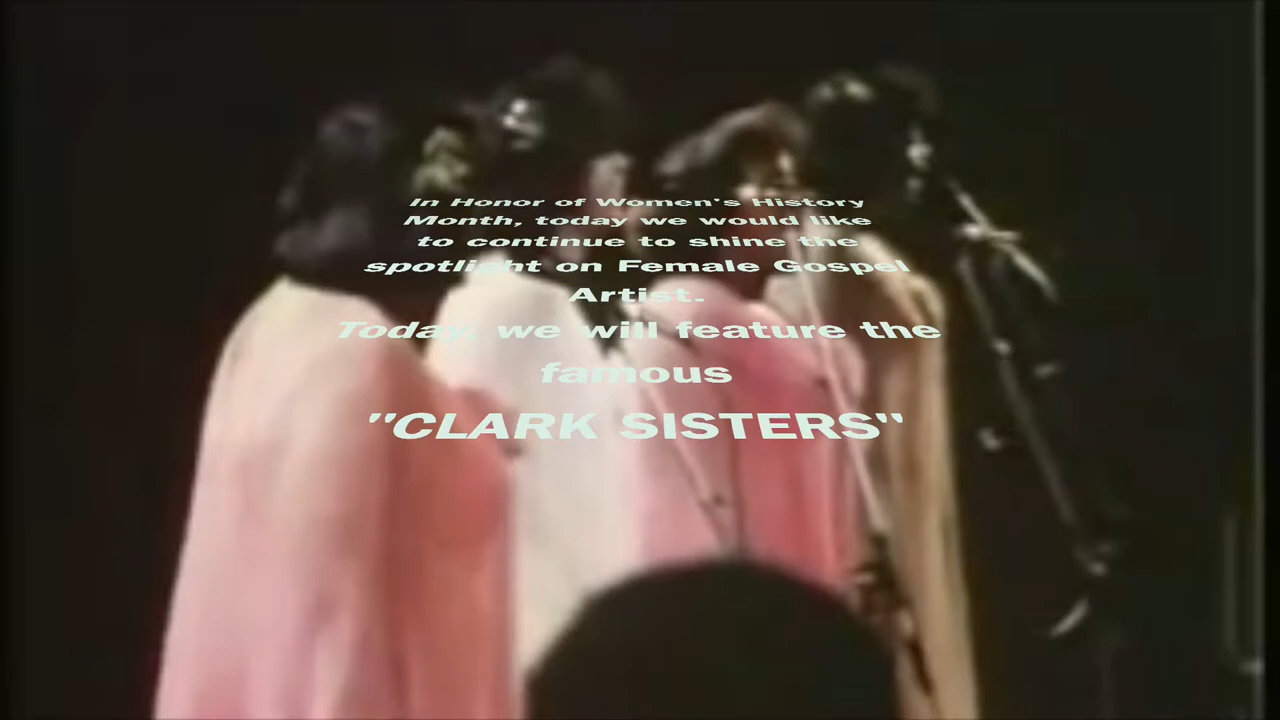 In Honor of Women's History
Month, today we would like
to continue to shine the
spotlight on Female Gospel
Artist.
Today, we will feature the
famous
"CLARK SISTERS"